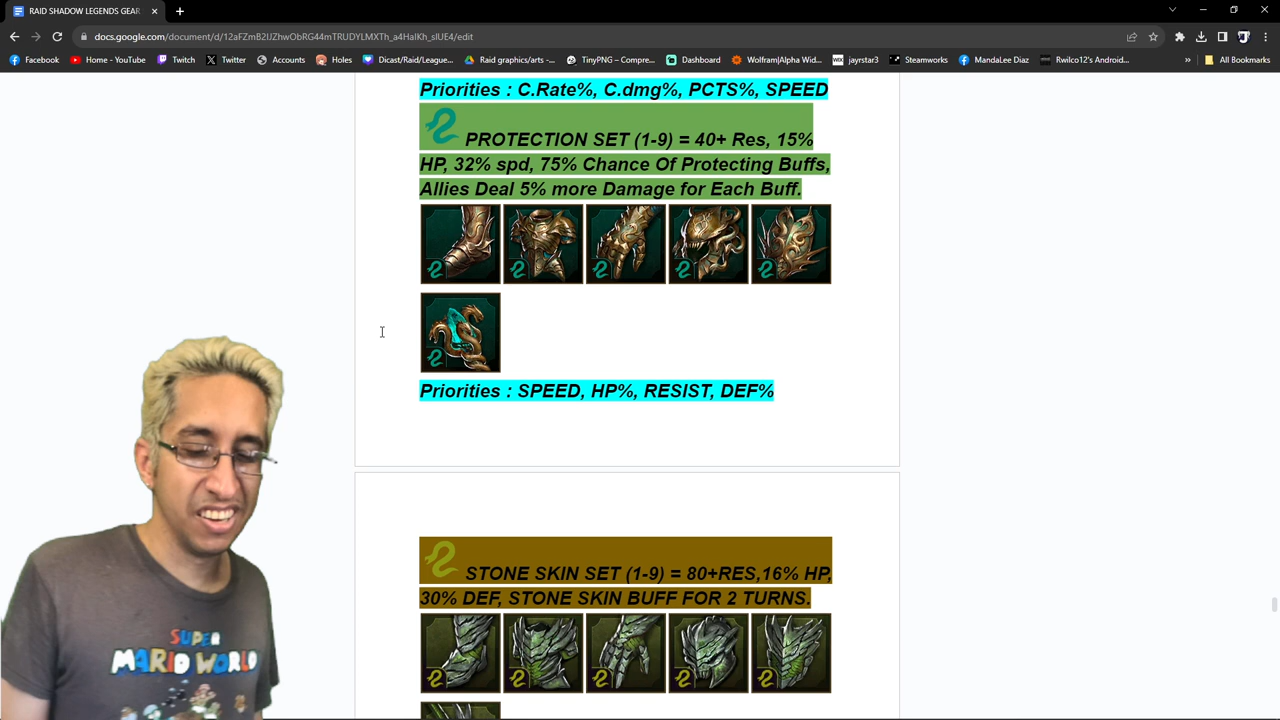 RAID SHADOW LEGENDS GEAR
docs.google.com/document/d/12aFZmB2IJZhwObRG44mTRUDYLMXTh_a4HaIKh_sIUE4/edit
Facebook
Home - YouTube
Twitch
Twitter
Accounts
Holes
Dicast/Raid/League...
Raid graphics/arts -...
TinyPNG – Compre...
Dashboard
Wolfram|Alpha Wid...
jayrstar3
Steamworks
MandaLee Diaz
Rwilco12's Android...
»
All Bookmarks
Priorities : C.Rate%, C.dmg%, PCTS%, SPEED
PROTECTION SET (1-9) = 40+ Res, 15%
HP, 32% spd, 75% Chance Of Protecting Buffs,
Allies Deal 5% more Damage for Each Buff.
Priorities : SPEED, HP%, RESIST, DEF%
STONE SKIN SET (1-9) = 80+RES,16% HP,
30% DEF, STONE SKIN BUFF FOR 2 TURNS.
SUPER
MARIO WORLD